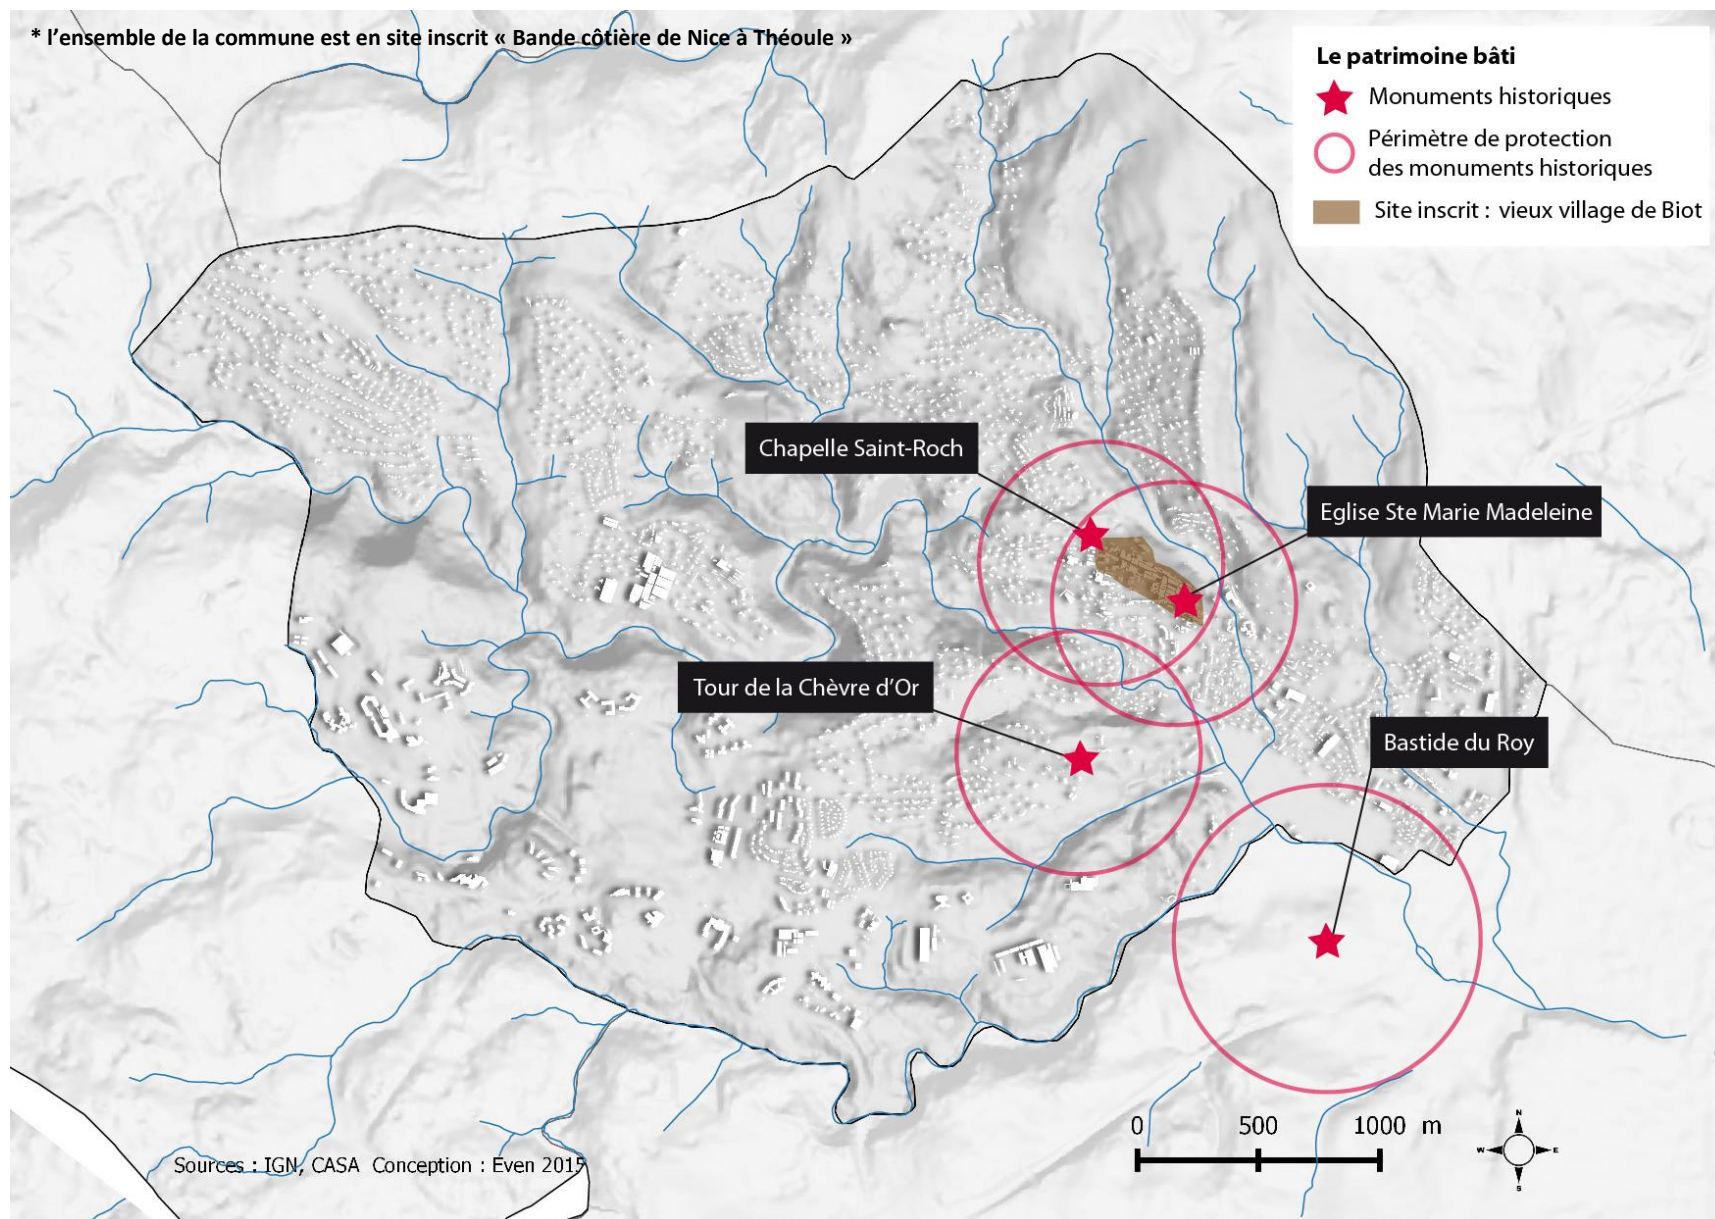 * l’ensemble de la commune est en site inscrit « Bande côtière de Nice à Théoule »
Le patrimoine bâti
Monuments historiques
Périmètre de protection
des monuments historiques
Site inscrit : vieux village de Biot
Chapelle Saint-Roch
Eglise Ste Marie Madeleine
Tour de la Chèvre d’Or
Bastide du Roy
0 500 1000 m
N
W E
S
Sources : IGN, CASA Conception : Even 2015